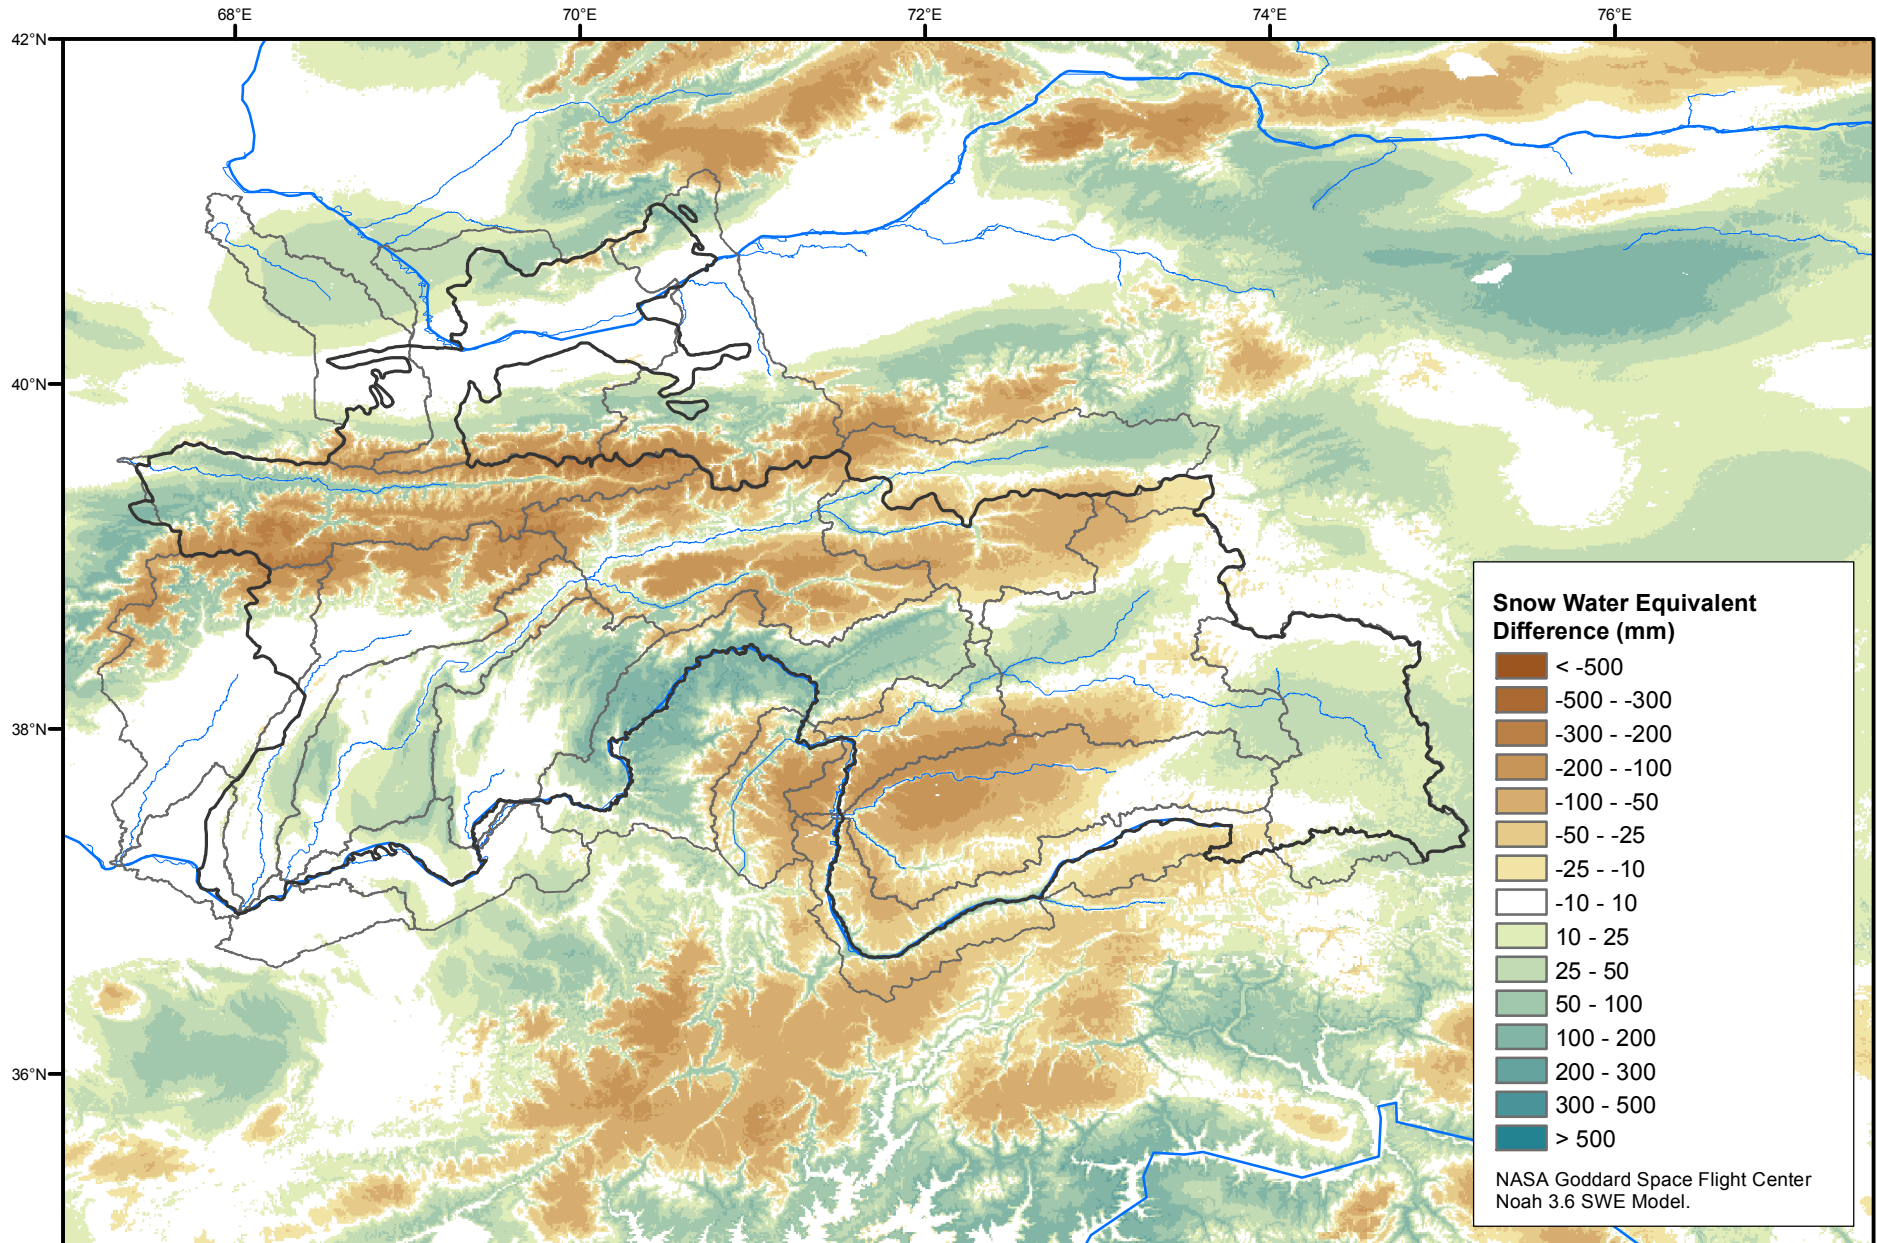 68°E 70°E 72°E 74°E 76°E
42°N
40°N
38°N
36°N
Snow Water Equivalent
Difference (mm)
< -500
-500 - -300
-300 - -200
-200 - -100
-100 - -50
-50 - -25
-25 - -10
-10 - 10
10 - 25
25 - 50
50 - 100
100 - 200
200 - 300
300 - 500
> 500
NASA Goddard Space Flight Center
Noah 3.6 SWE Model.